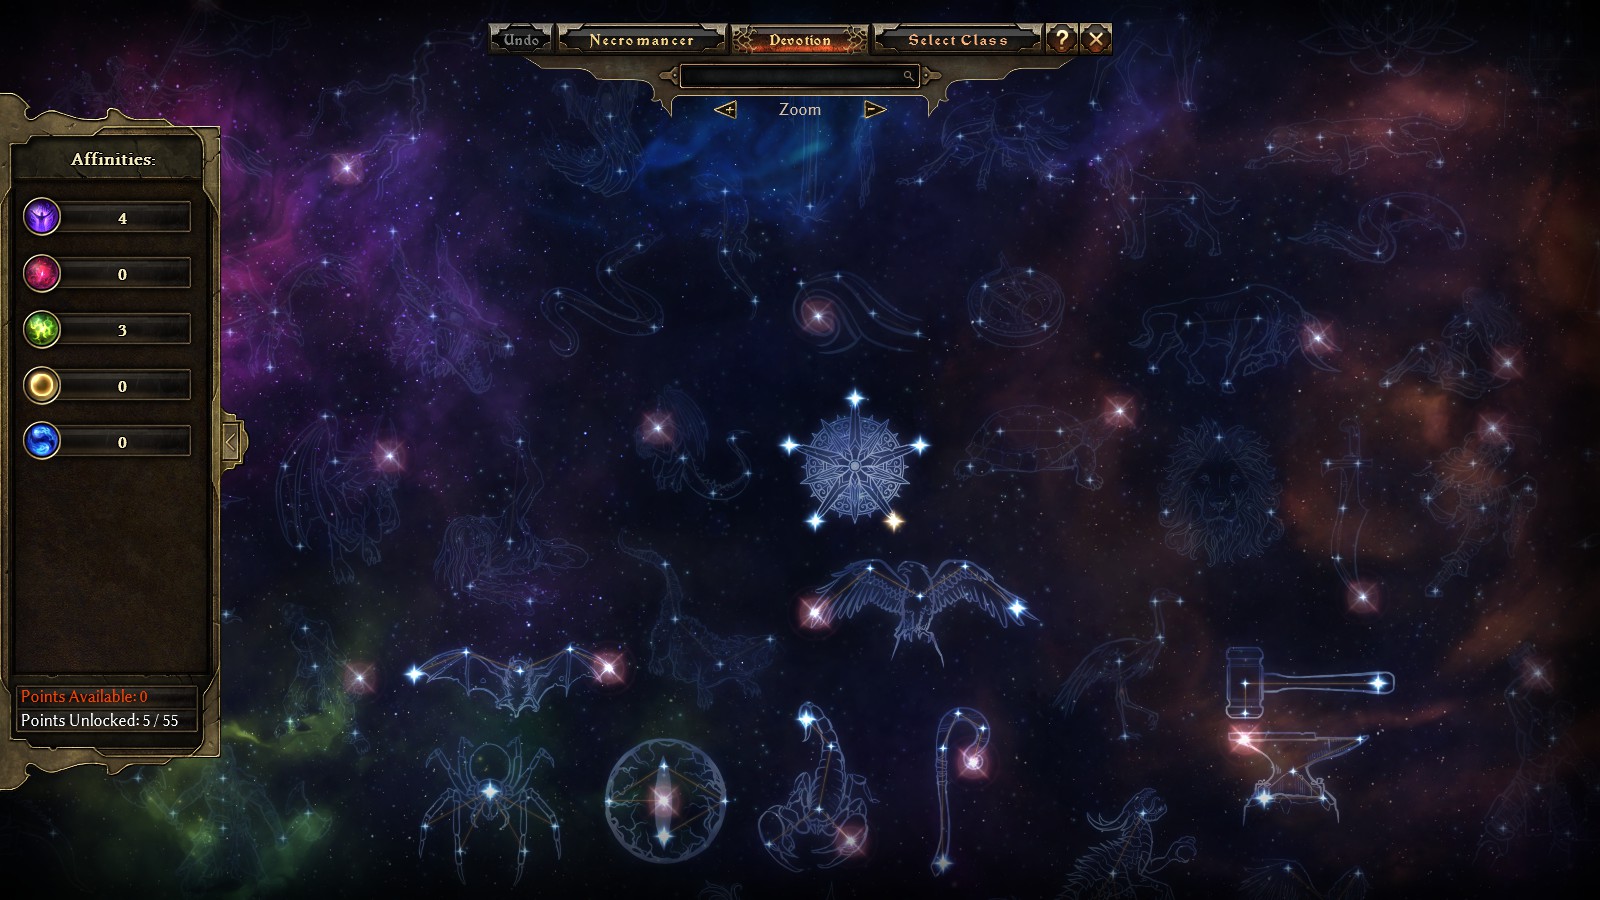 Undo
Necromancer
Devotion
Select Class
?
Zoom
Affinities:
4
0
3
0
0
Points Available: 0
Points Unlocked: 5 / 55